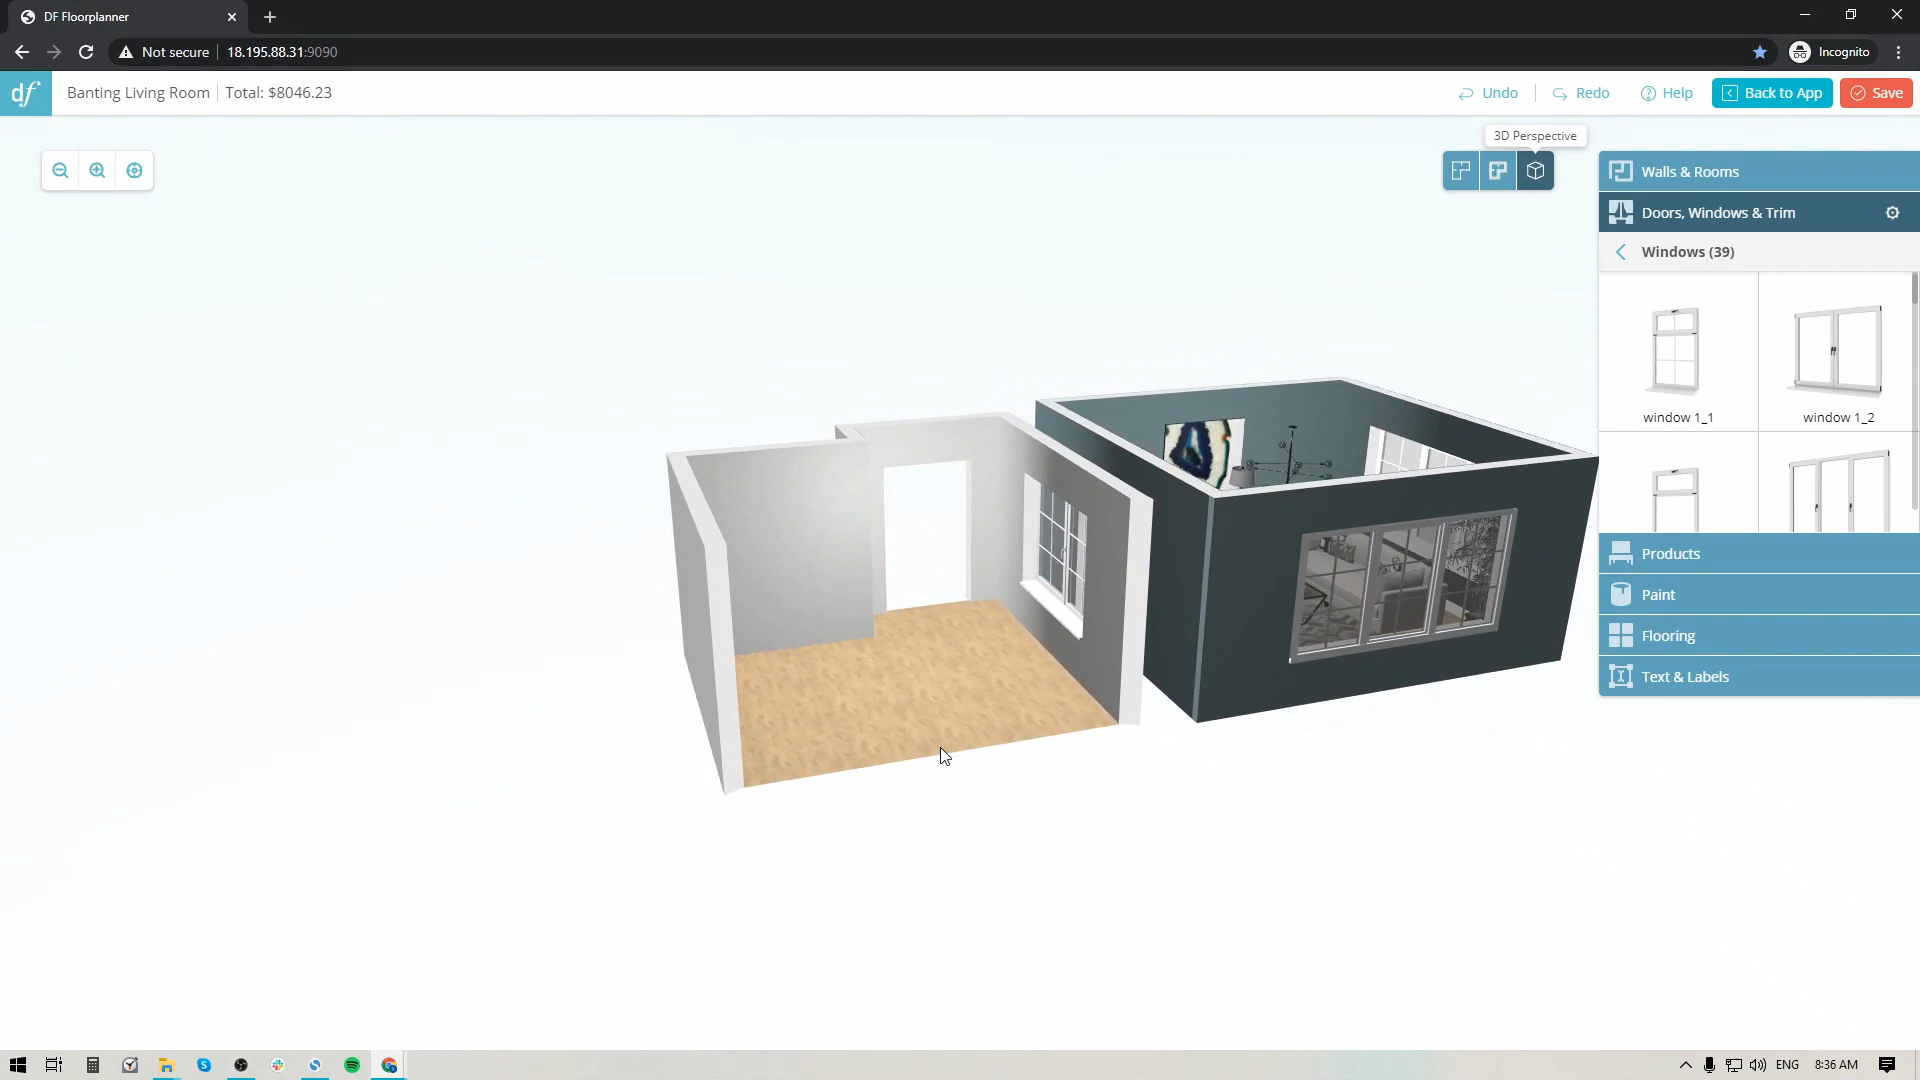 DF Floorplanner
Not secure 18.195.88.31:9090
Incognito
df Banting Living Room Total: $8046.23
Undo Redo Help Back to App Save
3D Perspective
Walls & Rooms
Doors, Windows & Trim
Windows (39)
window 1_1 window 1_2
Products
Paint
Flooring
Text & Labels
ENG 8:36 AM